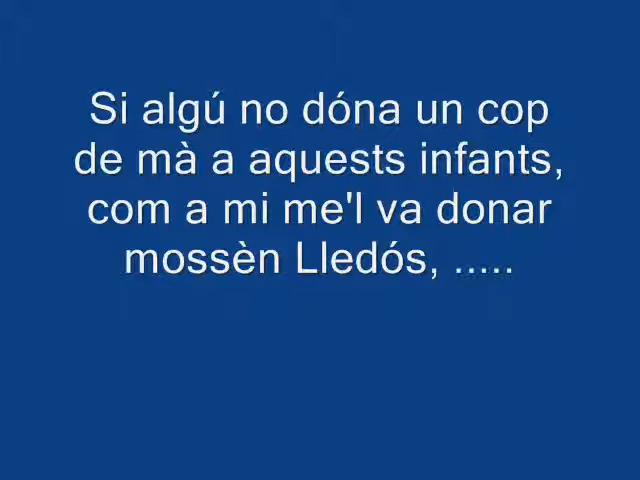 Si algú no dóna un cop
de mà a aquests infants,
com a mi me'l va donar
mossèn Lledós, .....